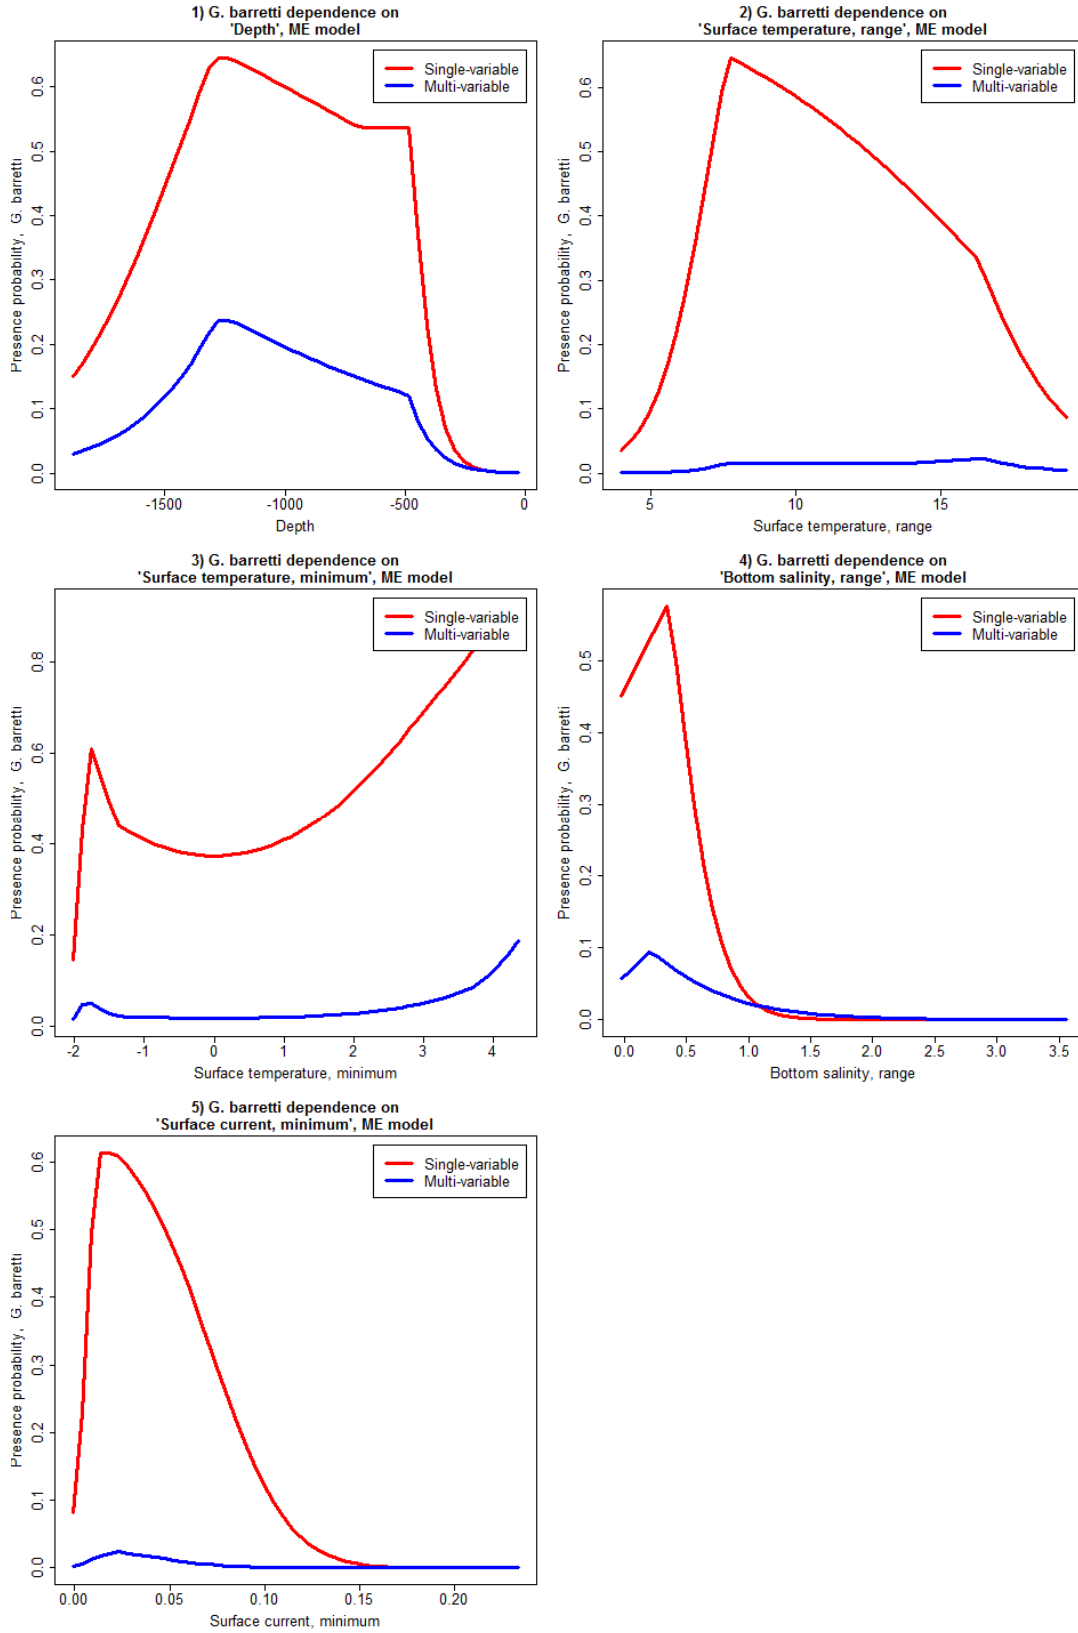 1) G. barretti dependence on
'Depth', ME model
Single-variable
Multi-variable
Presence probability, G. barretti
0.0
0.1
0.2
0.3
0.4
0.5
0.6
-1500
-1000
-500
0
Depth
2) G. barretti dependence on
'Surface temperature, range', ME model
Single-variable
Multi-variable
Presence probability, G. barretti
0.0
0.1
0.2
0.3
0.4
0.5
0.6
5
10
15
Surface temperature, range
3) G. barretti dependence on
'Surface temperature, minimum', ME model
Single-variable
Multi-variable
Presence probability, G. barretti
0.0
0.2
0.4
0.6
0.8
-2
-1
0
1
2
3
4
Surface temperature, minimum
4) G. barretti dependence on
'Bottom salinity, range', ME model
Single-variable
Multi-variable
Presence probability, G. barretti
0.0
0.1
0.2
0.3
0.4
0.5
0.0
0.5
1.0
1.5
2.0
2.5
3.0
3.5
Bottom salinity, range
5) G. barretti dependence on
'Surface current, minimum', ME model
Single-variable
Multi-variable
Presence probability, G. barretti
0.0
0.1
0.2
0.3
0.4
0.5
0.6
0.00
0.05
0.10
0.15
0.20
Surface current, minimum